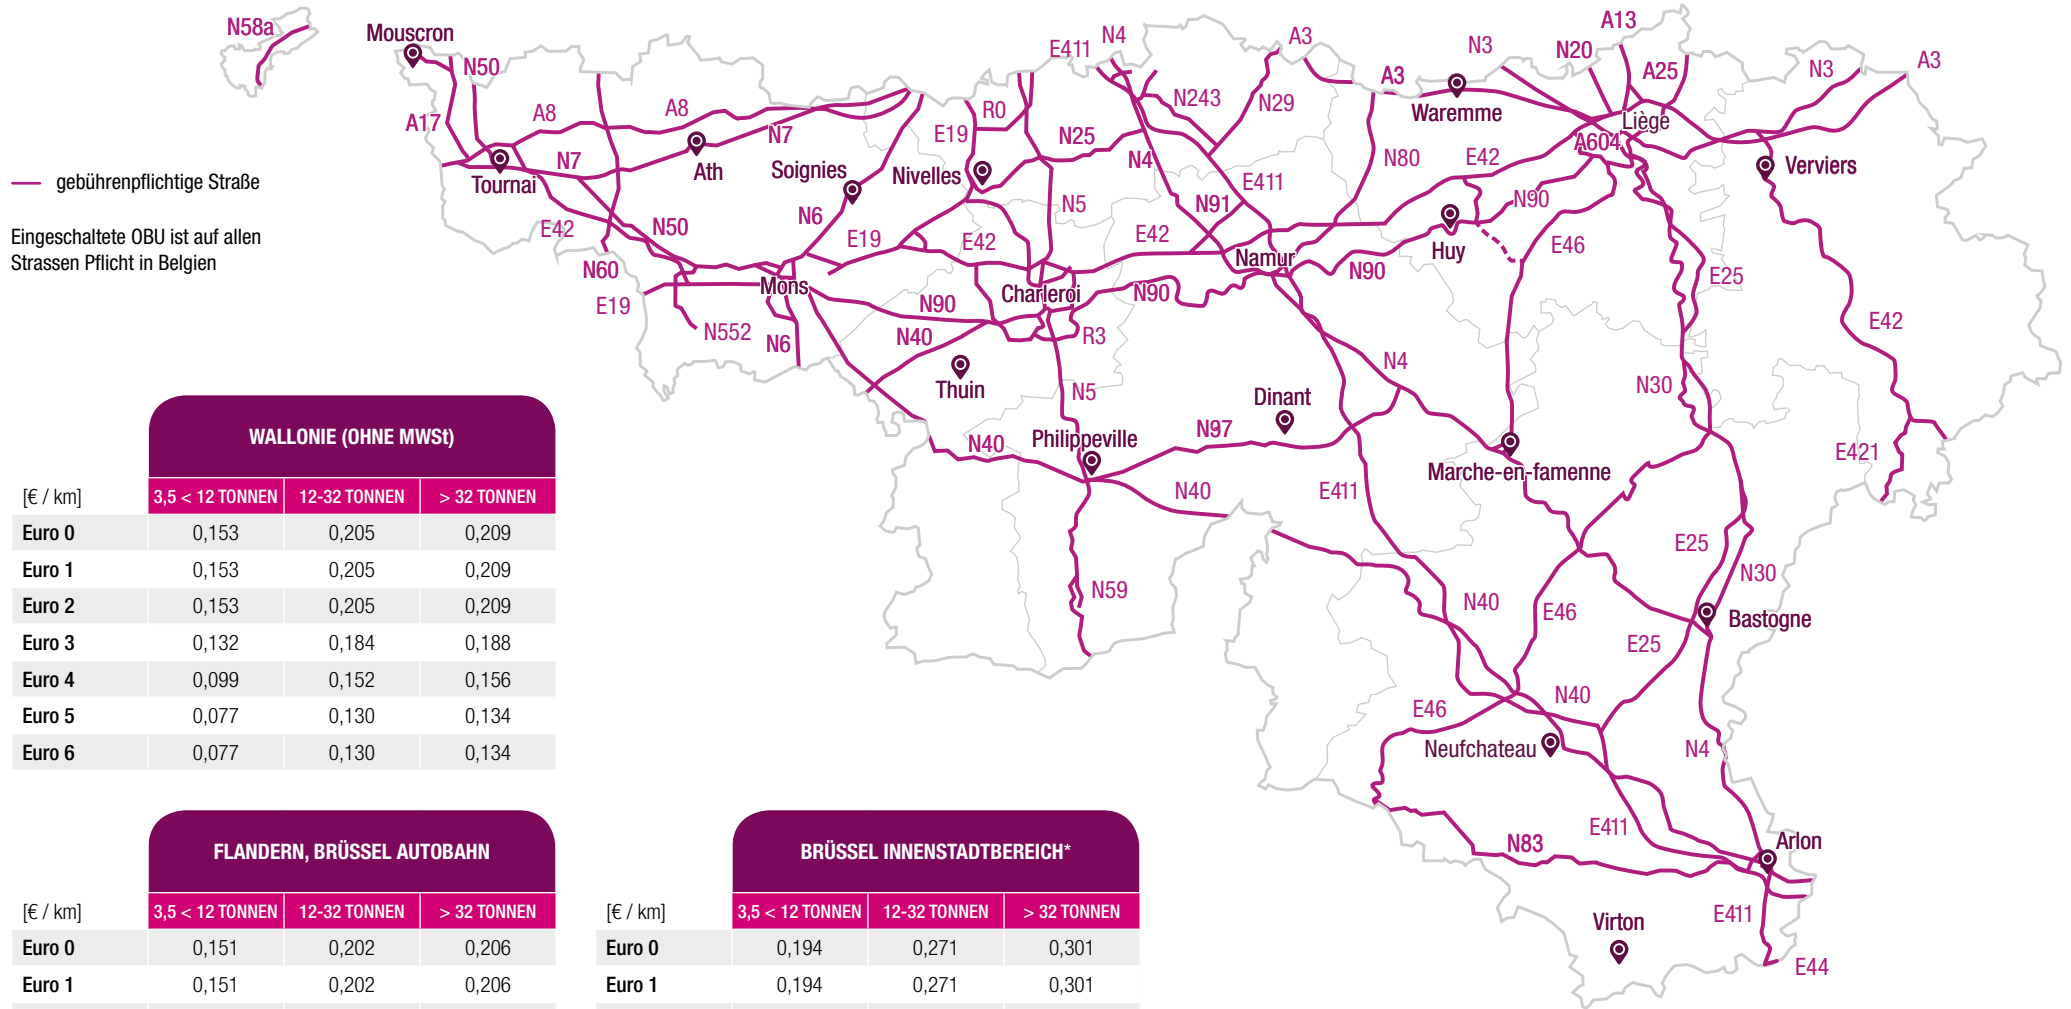 N58a
Mouscron
N50
E411
N4
A3
N3
A13
N20
A25
N3
A3
A17
A8
A8
N7
N7
Ath
Tournai
Soignies
Nivelles
R0
E19
N25
N243
N29
A3
Waremme
Liège
A604
N80
E42
Verviers
gebührenpflichtige Straße
Eingeschaltete OBU ist auf allen
Strassen Pflicht in Belgien
E42
N50
N6
E19
E42
N5
N4
N91
E411
E42
Namur
N90
Huy
N90
E46
E25
N60
E19
Mons
N552
N6
N90
N40
Charleroi
N90
R3
E42
Thuin
N5
N4
Dinant
N30
N40
Philippeville
N97
Marche-en-famenne
E421
N40
E411
E25
N30
N59
N40
E46
Bastogne
E25
E46
N40
Neufchateau
N4
E411
N83
Arlon
E411
Virton
E44
WALLONIE (OHNE MWSt)
[€ / km] 3,5 < 12 TONNEN 12-32 TONNEN > 32 TONNEN
Euro 0 0,153 0,205 0,209
Euro 1 0,153 0,205 0,209
Euro 2 0,153 0,205 0,209
Euro 3 0,132 0,184 0,188
Euro 4 0,099 0,152 0,156
Euro 5 0,077 0,130 0,134
Euro 6 0,077 0,130 0,134
FLANDERN, BRÜSSEL AUTOBAHN
[€ / km] 3,5 < 12 TONNEN 12-32 TONNEN > 32 TONNEN
Euro 0 0,151 0,202 0,206
Euro 1 0,151 0,202 0,206
BRÜSSEL INNENSTADTBEREICH*
[€ / km] 3,5 < 12 TONNEN 12-32 TONNEN > 32 TONNEN
Euro 0 0,194 0,271 0,301
Euro 1 0,194 0,271 0,301